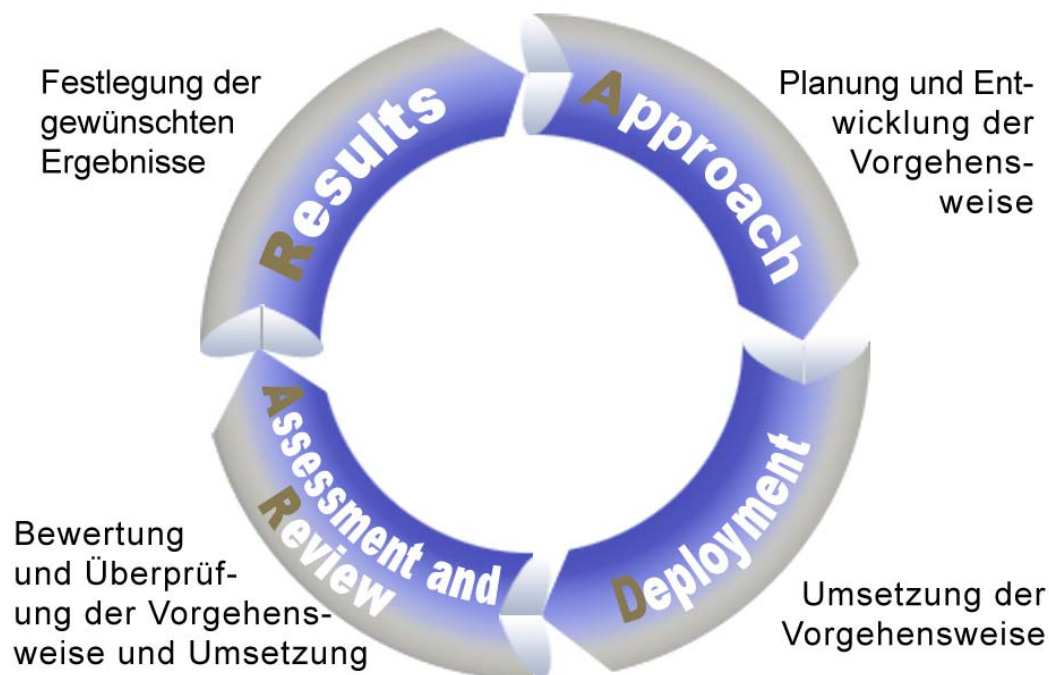 Festlegung der
gewünschten
Ergebnisse
Results
Approach
Planung und Ent-
wicklung der
Vorgehens-
weise
Deployment
Umsetzung der
Vorgehensweise
Assessment and
Review
Bewertung
und Überprüf-
ung der Vorgehens-
weise und Umsetzung